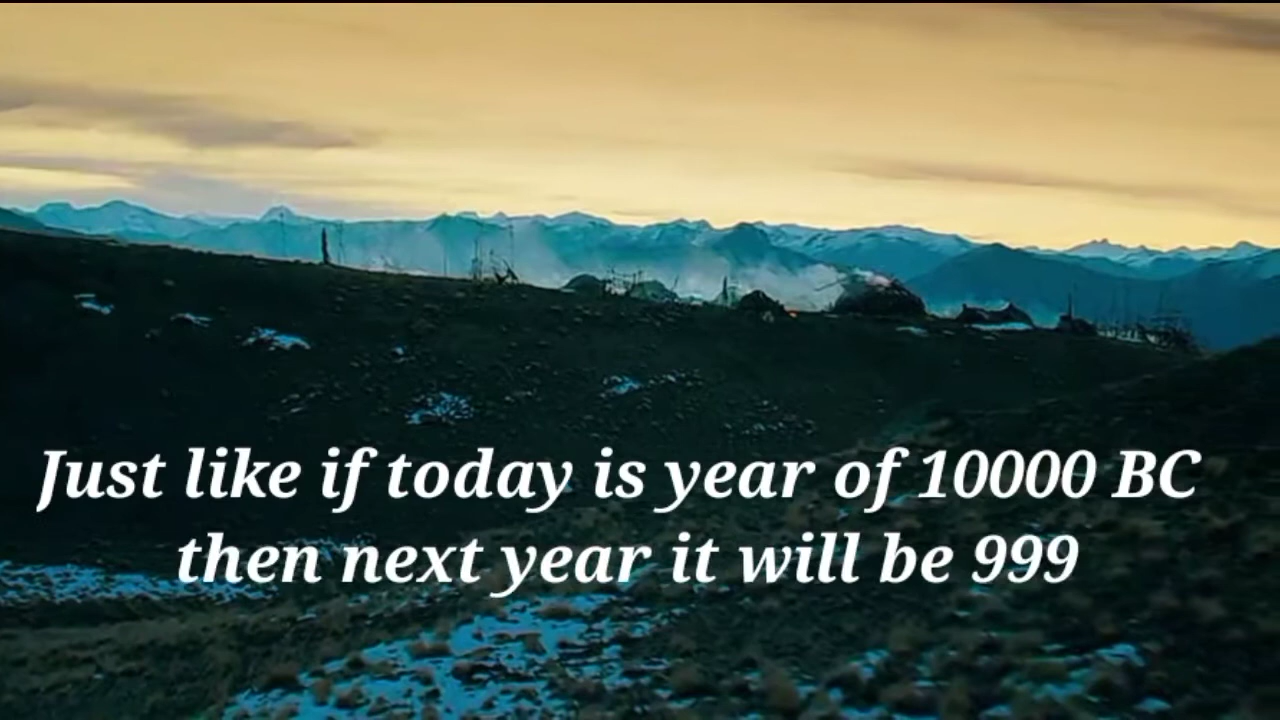 Just like if today is year of 10000 BC
then next year it will be 999